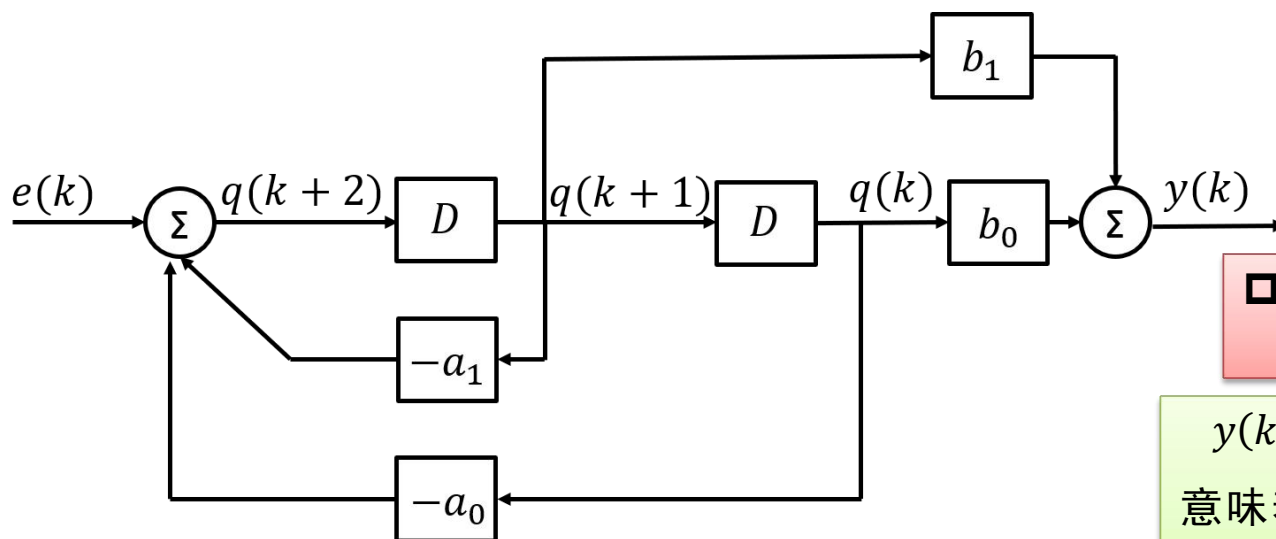 b₁
e(k)
Σ
q(k + 2)
D
q(k + 1)
D
q(k)
b₀
Σ
y(k)
−a₁
y(k
−a₀
意味